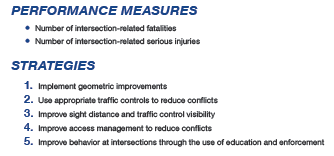 PERFORMANCE MEASURES
• Number of intersection-related fatalities
• Number of intersection-related serious injuries
STRATEGIES
1. Implement geometric improvements
2. Use appropriate traffic controls to reduce conflicts
3. Improve sight distance and traffic control visibility
4. Improve access management to reduce conflicts
5. Improve behavior at intersections through the use of education and enforcement